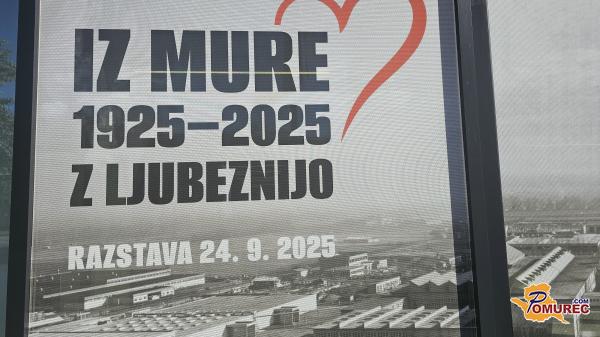 IZ MURE
1925–2025
Z LJUBEZNIJO
RAZSTAVA 24. 9. 2025
POMUREC.COM